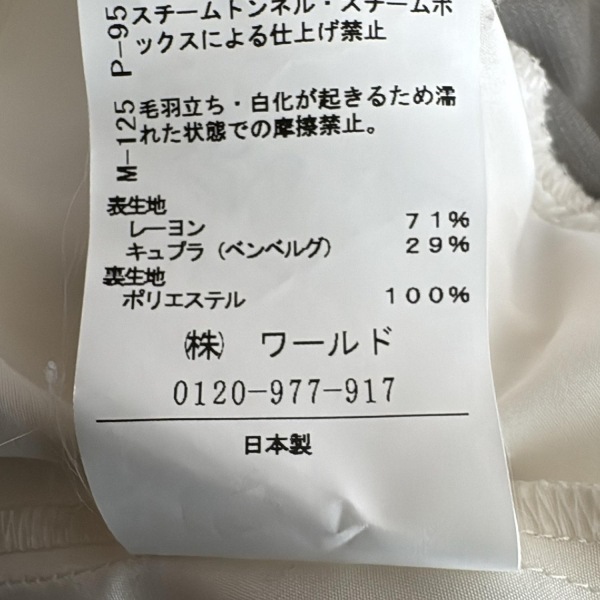 P-95 スチームトンネル・スチームボ
ックスによる仕上げ禁止
M-125 毛羽立ち・白化が起きるため濡
れた状態での摩擦禁止。
表生地
レーヨン 71%
キュプラ(ベンベルグ) 29%
裏生地
ポリエステル 100%
㈱ ワールド
0120-977-917
日本製